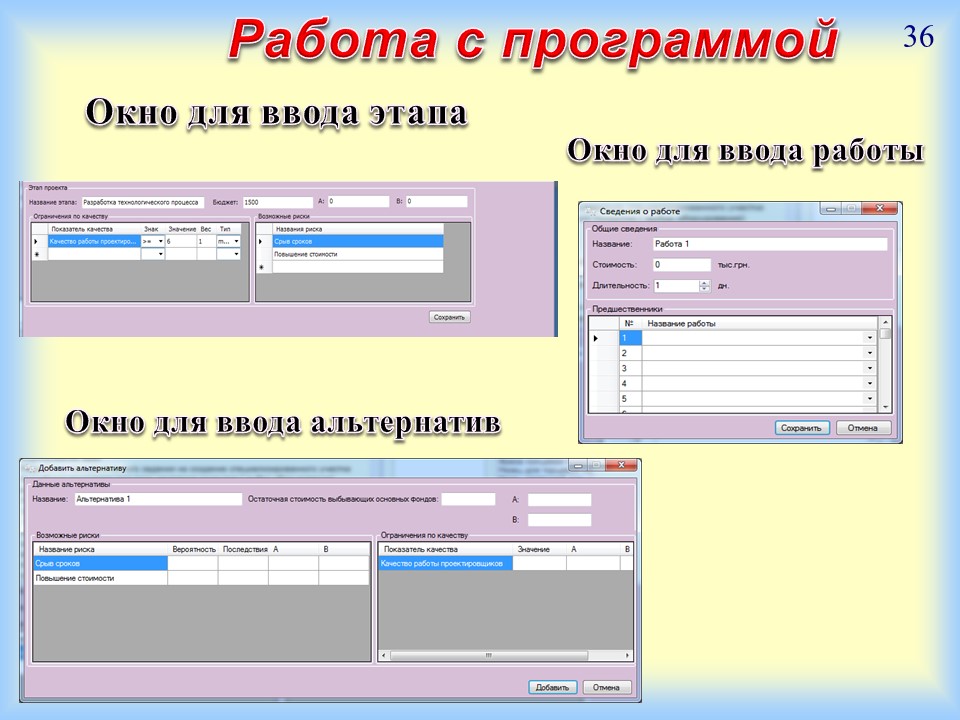 Работа с программой
36
Окно для ввода этапа
Этап проекта
Название этапа: Разработка технологического процесса Бюджет: 1500 A: 0 B: 0
Ограничения по качеству Возможные риски
Показатель качества Знак Значение Вес Тип Названия риска
Качество работы проектиро... >= 6 1 m... Срыв сроков
Повышение стоимости
Сохранить
Окно для ввода работы
Сведения о работе
Общие сведения
Название: Работа 1
Стоимость: 0 тыс.грн.
Длительность: 1 дн.
Предшественники
№ Название работы
1
2
3
4
5
Сохранить Отмена
Окно для ввода альтернатив
Добавить альтернативу
Данные альтернативы
Название: Альтернатива 1 Остаточная стоимость выбывающих основных фондов: A:
B:
Возможные риски Ограничения по качеству
Название риска Вероятность Последствия A B Показатель качества Значение A B
Срыв сроков Качество работы проектировщиков
Повышение стоимости
Добавить Отмена